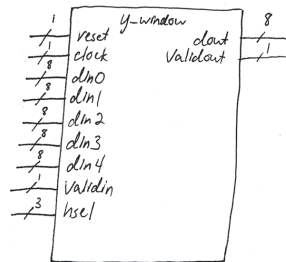 y_window
1 reset
1 clock
8 din0
8 din1
8 din2
8 din3
8 din4
1 validin
3 hsel
dout 8
validout 1